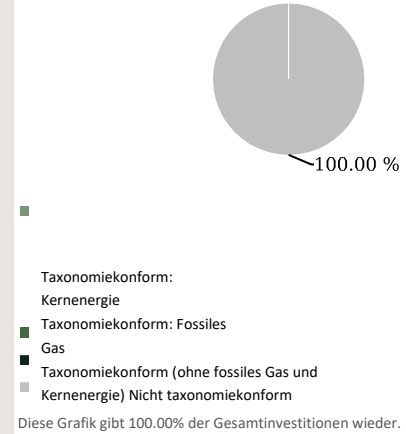 100.00 %
Taxonomiekonform:
Kernenergie
Taxonomiekonform: Fossiles
Gas
Taxonomiekonform (ohne fossiles Gas und
Kernenergie) Nicht taxonomiekonform
Diese Grafik gibt 100.00% der Gesamtinvestitionen wieder.